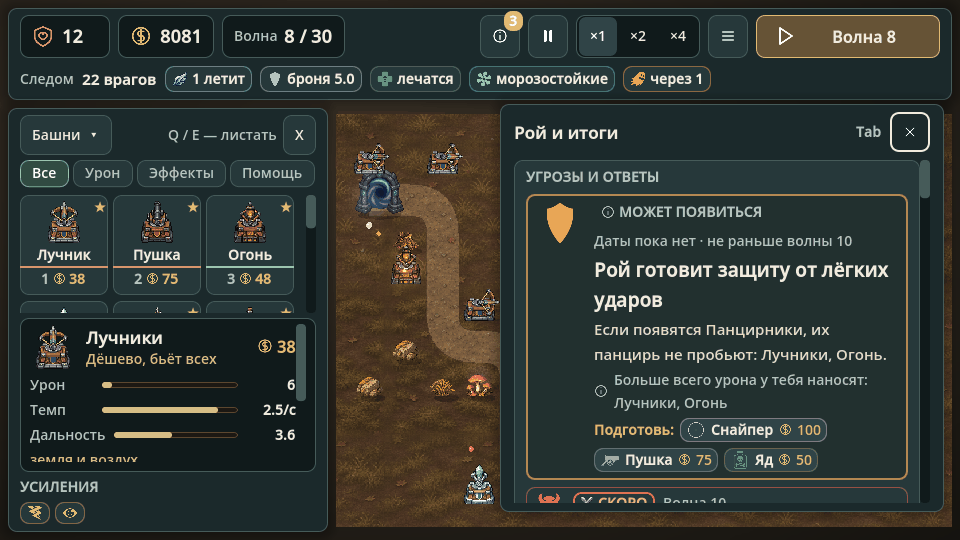 12
8081
Волна 8 / 30
3
×1
×2
×4
Волна 8
Следом 22 врагов
1 летит
броня 5.0
лечатся
морозостойкие
через 1
Башни
Q / E — листать
X
Все
Урон
Эффекты
Помощь
Лучник
Пушка
Огонь
1 38
2 75
3 48
Лучники
Дёшево, бьёт всех
38
Урон 6
Темп 2.5/с
Дальность 3.6
земля и воздух
УСИЛЕНИЯ
Рой и итоги
Tab
УГРОЗЫ И ОТВЕТЫ
МОЖЕТ ПОЯВИТЬСЯ
Даты пока нет · не раньше волны 10
Рой готовит защиту от лёгких
ударов
Если появятся Панцирники, их
панцирь не пробьют: Лучники, Огонь.
Больше всего урона у тебя наносят:
Лучники, Огонь
Подготовь: Снайпер 100
Пушка 75
Яд 50
СКОРО Волна 10